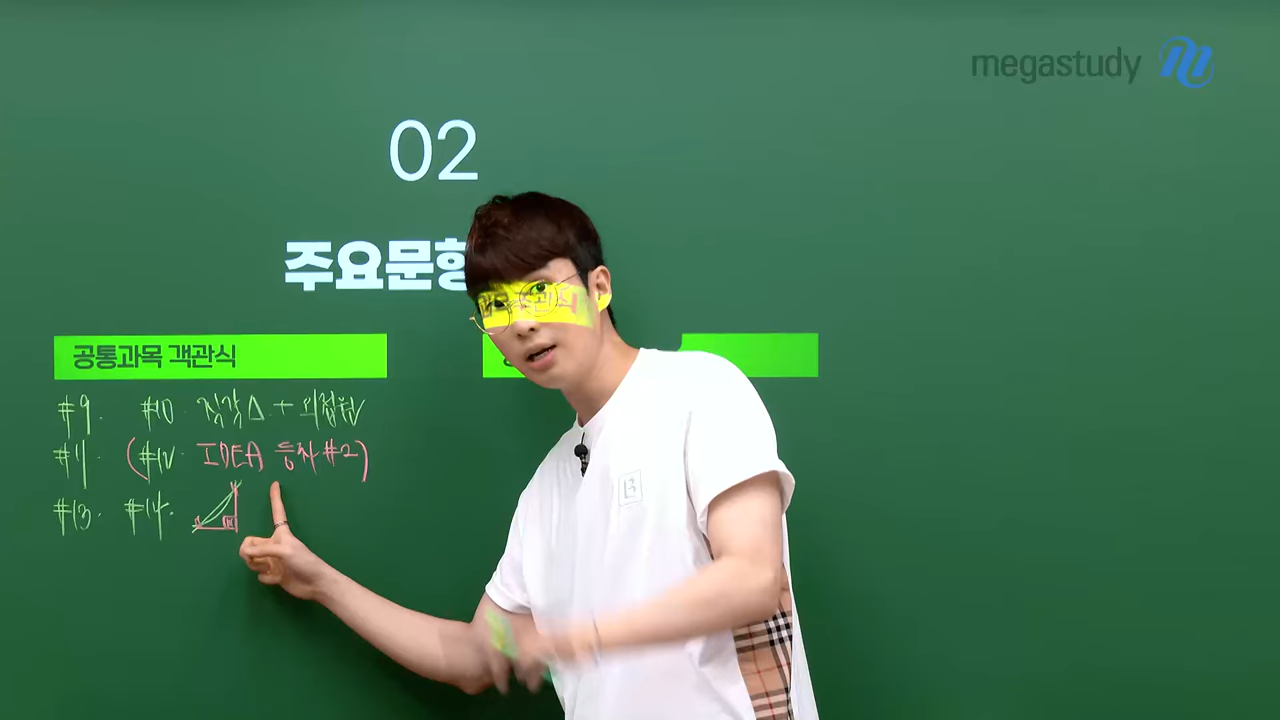 megastudy
02
주요문항
공통과목 객관식
#9. #10. 직각△ + 외접원
#11. (#12. IDEA 등차 #2)
#13. #14.
B